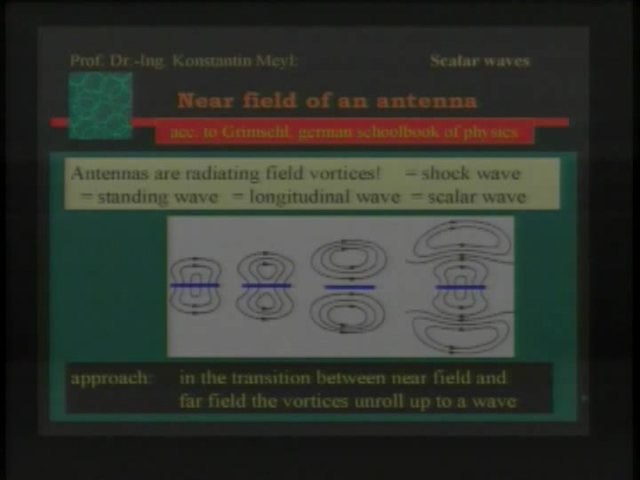 Prof. Dr.-Ing. Konstantin Meyl: Scalar waves
Near field of an antenna
acc. to Grimsehl: german schoolbook of physics
Antennas are radiating field vortices! = shock wave
= standing wave = longitudinal wave = scalar wave
approach: in the transition between near field and
far field the vortices unroll up to a wave